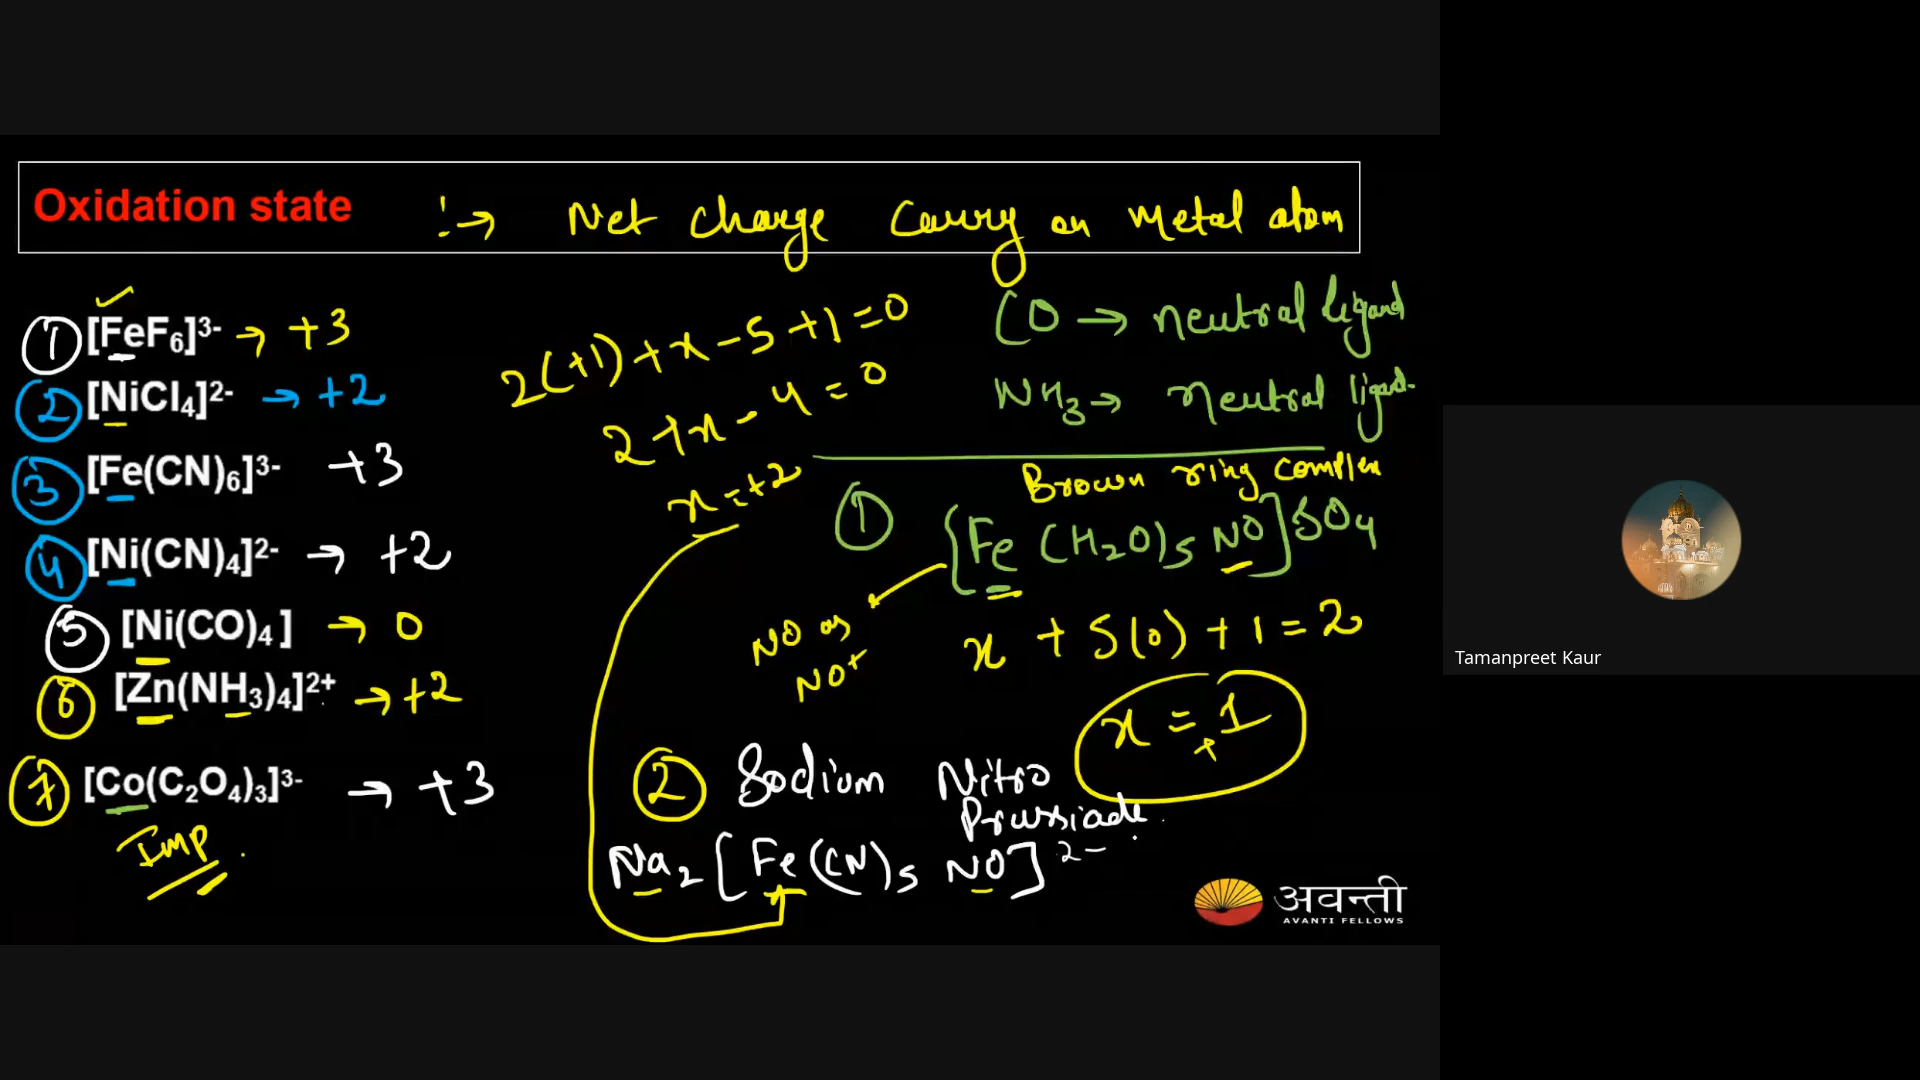 Oxidation state :→ Net charge carry on metal atom
① [FeF₆]³⁻ → +3
② [NiCl₄]²⁻ → +2
③ [Fe(CN)₆]³⁻ +3
④ [Ni(CN)₄]²⁻ → +2
⑤ [Ni(CO)₄] → 0
⑥ [Zn(NH₃)₄]²⁺ → +2
⑦ [Co(C₂O₄)₃]³⁻ → +3
Imp.
2(+1)+x-5+1=0
2+x-4=0
x=+2
CO → neutral ligand
NH₃ → neutral ligand.
Brown ring complex
① [Fe(H₂O)₅NO]SO₄
NO as
NO⁺
x + 5(0) + 1 = 2
x = +1
② Sodium Nitro
Prussiade
Na₂[Fe(CN)₅NO]²⁻
अवन्ती
AVANTI FELLOWS
Tamanpreet Kaur